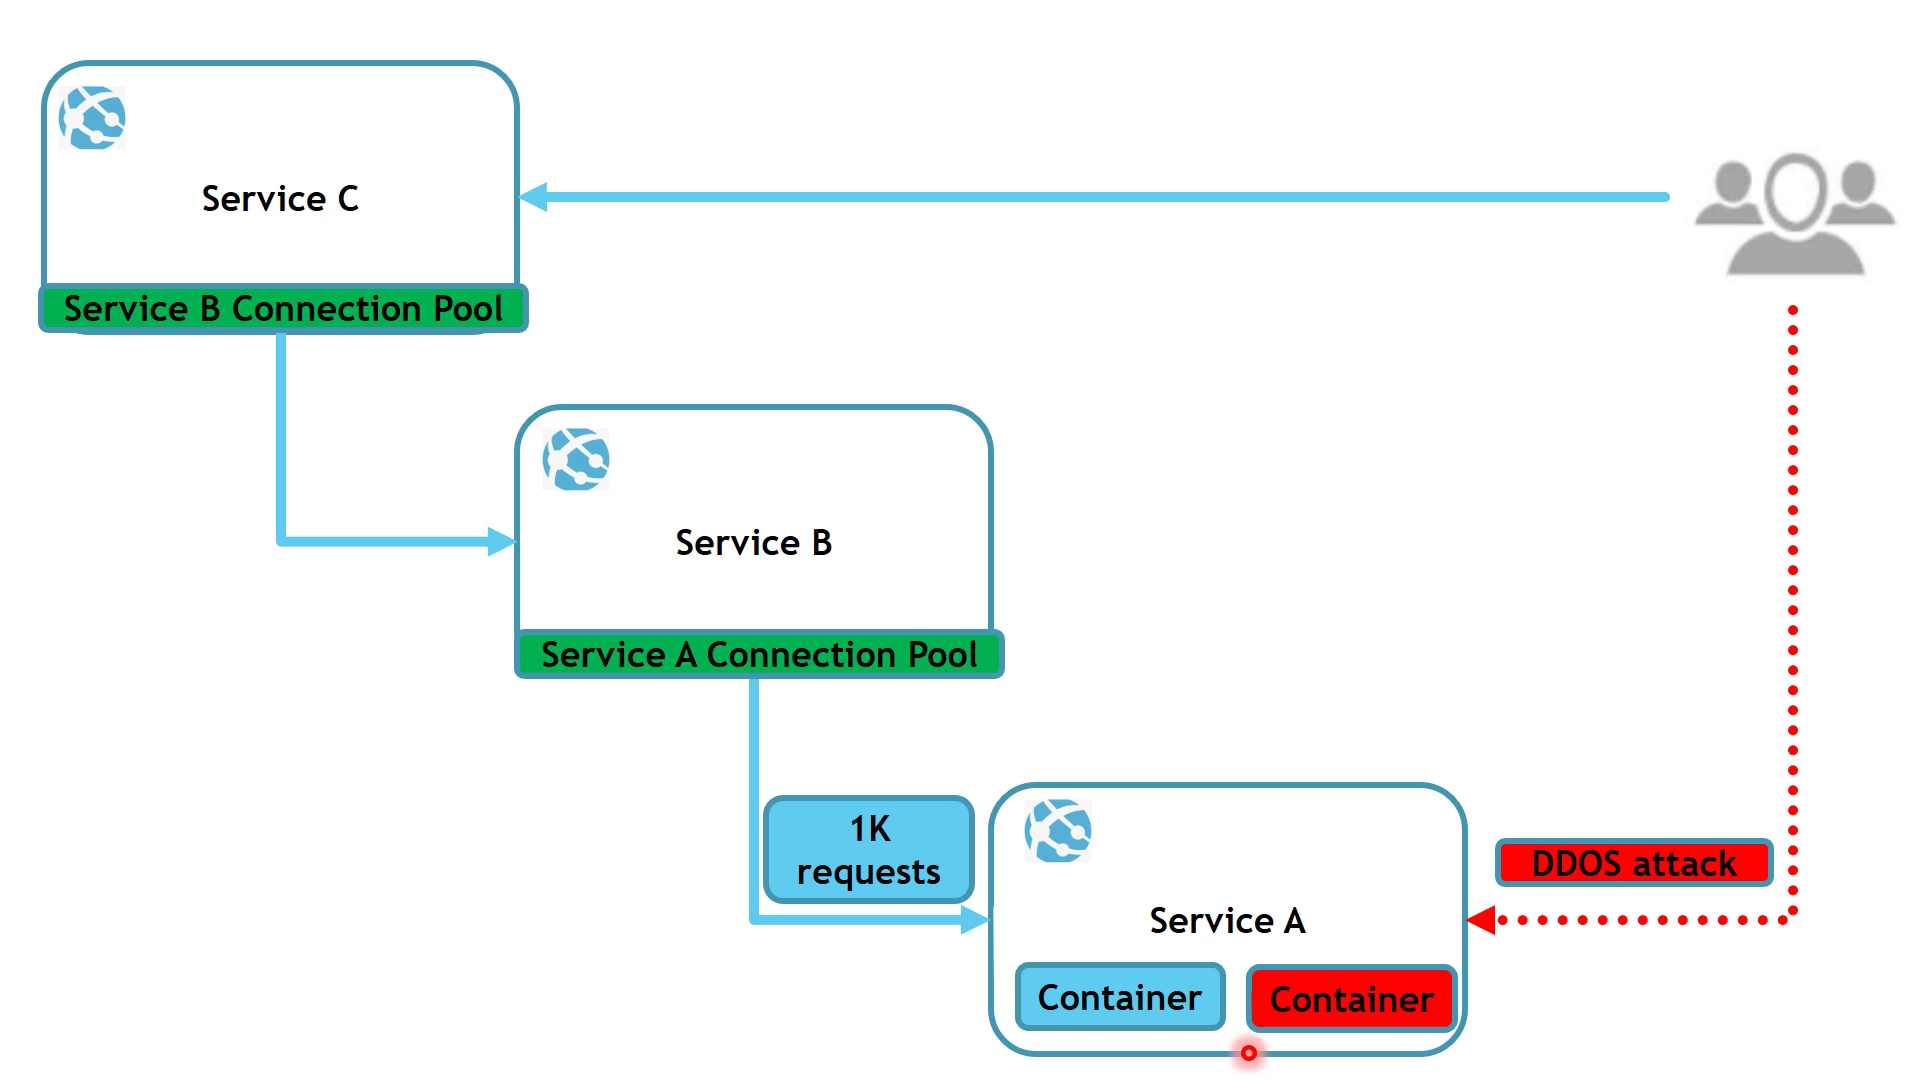 Service C
Service B Connection Pool
Service B
Service A Connection Pool
1K
requests
DDOS attack
Service A
Container
Container